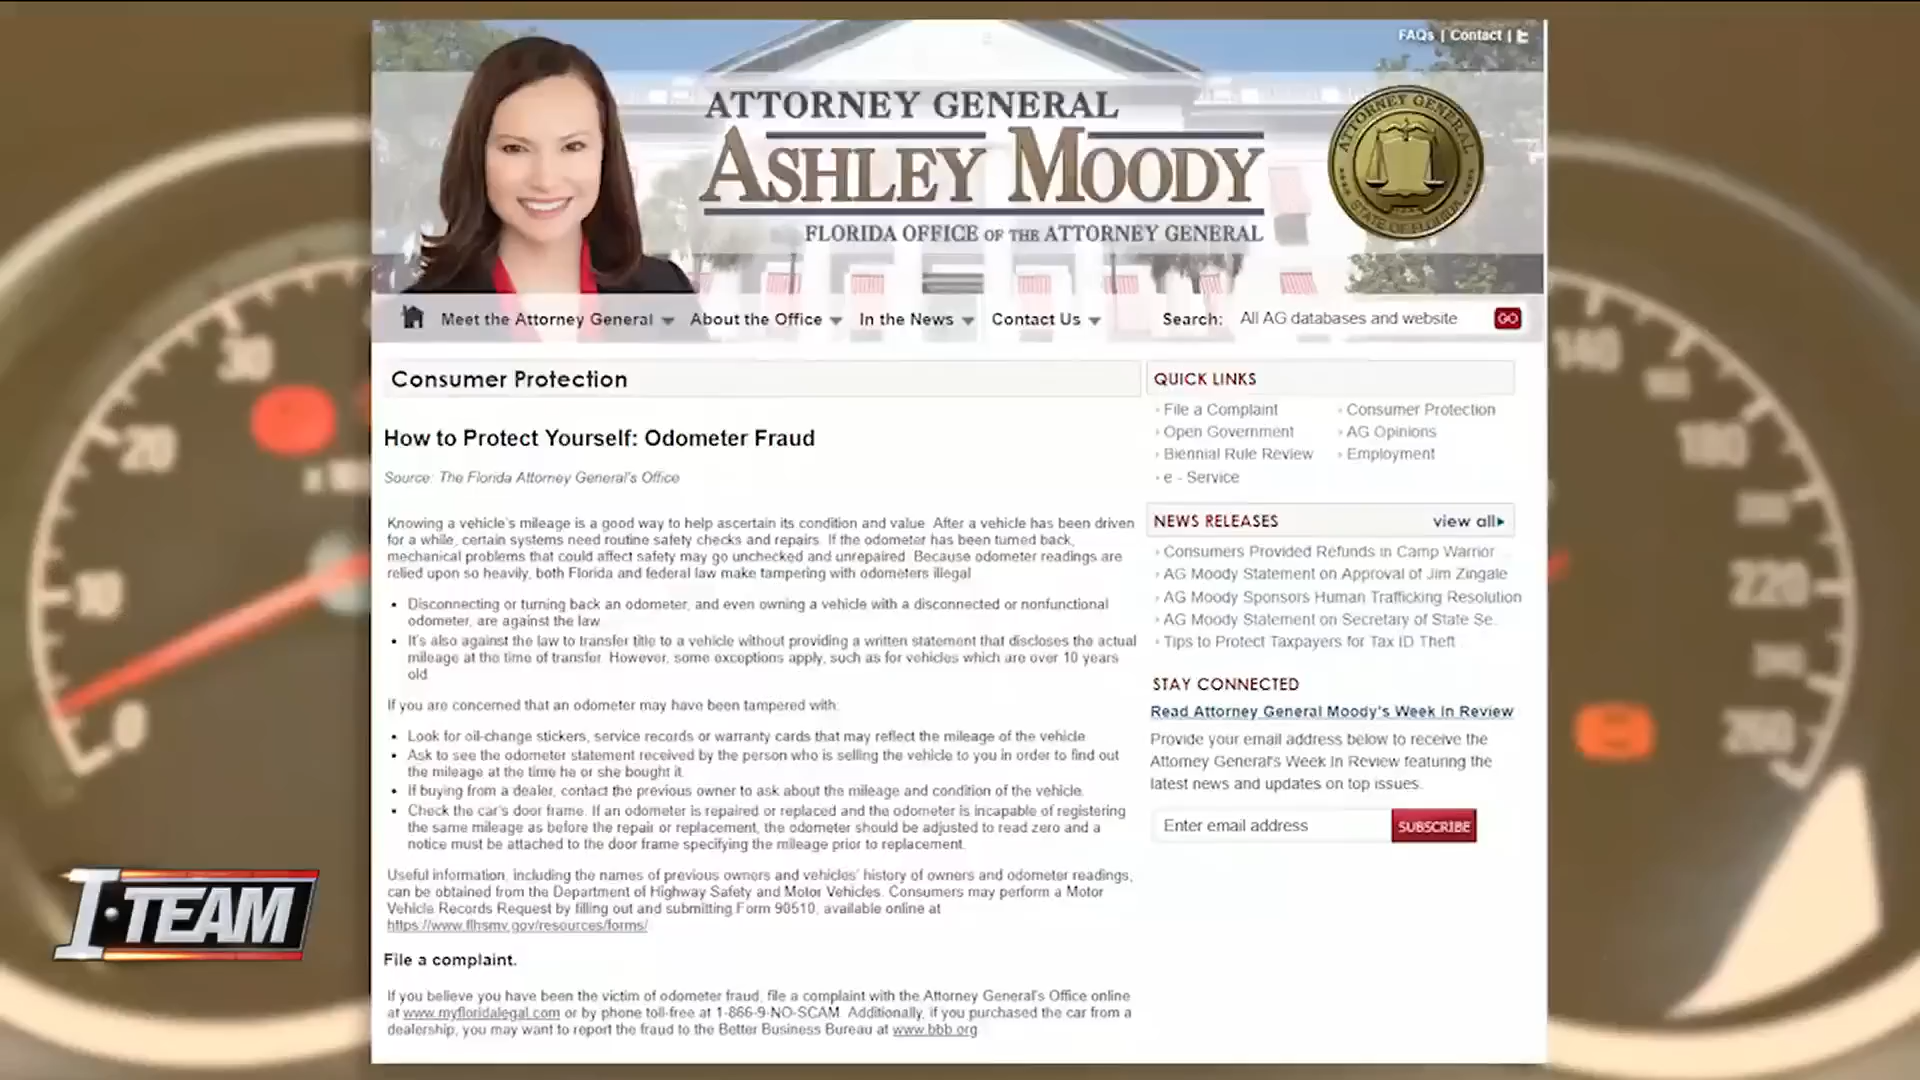 FAQs | Contact |
ATTORNEY GENERAL
ASHLEY MOODY
FLORIDA OFFICE OF THE ATTORNEY GENERAL
ATTORNEY GENERAL
STATE OF FLORIDA
Meet the Attorney General
About the Office
In the News
Contact Us
Search:
All AG databases and website
GO
Consumer Protection
How to Protect Yourself: Odometer Fraud
Source: The Florida Attorney General's Office
Knowing a vehicle's mileage is a good way to help ascertain its condition and value. After a vehicle has been driven
for a while, certain systems need routine safety checks and repairs. If the odometer has been turned back,
mechanical problems that could affect safety may go unchecked and unrepaired. Because odometer readings are
relied upon so heavily, both Florida and federal law make tampering with odometers illegal.
• Disconnecting or turning back an odometer, and even owning a vehicle with a disconnected or nonfunctional
odometer, are against the law.
• It's also against the law to transfer title to a vehicle without providing a written statement that discloses the actual
mileage at the time of transfer. However, some exceptions apply, such as for vehicles which are over 10 years
old.
If you are concerned that an odometer may have been tampered with:
• Look for oil-change stickers, service records or warranty cards that may reflect the mileage of the vehicle.
• Ask to see the odometer statement received by the person who is selling the vehicle to you in order to find out
the mileage at the time he or she bought it.
• If buying from a dealer, contact the previous owner to ask about the mileage and condition of the vehicle.
• Check the car's door frame. If an odometer is repaired or replaced and the odometer is incapable of registering
the same mileage as before the repair or replacement, the odometer should be adjusted to read zero and a
notice must be attached to the door frame specifying the mileage prior to replacement.
Useful information, including the names of previous owners and vehicles' history of owners and odometer readings,
can be obtained from the Department of Highway Safety and Motor Vehicles. Consumers may perform a Motor
Vehicle Records Request by filling out and submitting Form 90510, available online at
https://www.flhsmv.gov/resources/forms/
File a complaint.
If you believe you have been the victim of odometer fraud, file a complaint with the Attorney General's Office online
at www.myfloridalegal.com or by phone toll-free at 1-866-9-NO-SCAM. Additionally, if you purchased the car from a
dealership, you may want to report the fraud to the Better Business Bureau at www.bbb.org
QUICK LINKS
File a Complaint
Consumer Protection
Open Government
AG Opinions
Biennial Rule Review
Employment
e - Service
NEWS RELEASES
view all
Consumers Provided Refunds in Camp Warrior
AG Moody Statement on Approval of Jim Zingale
AG Moody Sponsors Human Trafficking Resolution
AG Moody Statement on Secretary of State Se..
Tips to Protect Taxpayers for Tax ID Theft
STAY CONNECTED
Read Attorney General Moody's Week In Review
Provide your email address below to receive the
Attorney General's Week In Review featuring the
latest news and updates on top issues.
Enter email address
SUBSCRIBE
I-TEAM
0
10
20
30
140
180
220
260